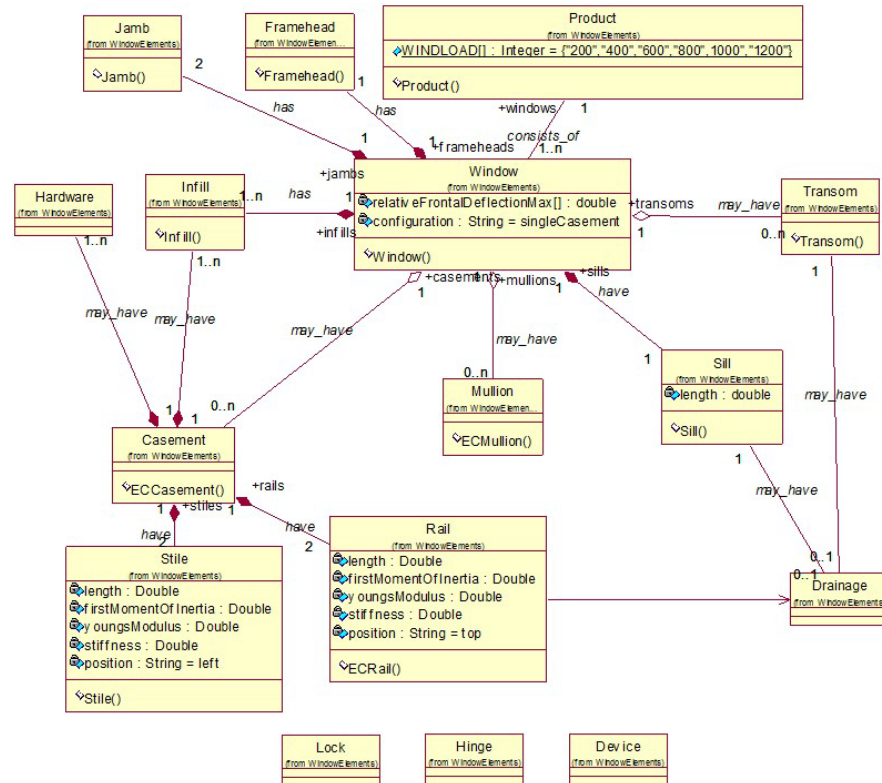 Jamb
(from WindowElements)
Jamb()
Framehead
(from WindowElemen...
Framehead()
Product
(from WindowElements)
WINDLOAD[] : Integer = {"200","400","600","800",1000","1200"}
Product()
2
has
1
+jambs
1
has
1
+frameheads
+windows
1
consists_of
1..n
Window
(from WindowElements)
relativeFrontalDeflectionMax[] : double
configuration : String = singleCasement
Window()
Hardware
(from WindowElements)
1..n
Infill
(from WindowElements)
Infill()
1..n
has
1
+infills
1..n
+transoms
1
may_have
0..n
Transom
(from WindowElements)
Transom()
1
+casements
1
1
+mullions
1
+sills
have
1
may_have
may_have
may_have
may_have
0..n
0..n
Mullion
(from WindowElemen...
ECMullion()
Sill
(from WindowElements)
length : double
Sill()
1
may_have
may_have
0..1
0..1
1
1
Casement
(from WindowElements)
ECCasement()
1
+stiles
1
+rails
have
2
have
2
Stile
(from WindowElements)
length : Double
firstMomentOfInertia : Double
youngsModulus : Double
stiffness : Double
position : String = left
Stile()
Rail
(from WindowElements)
length : Double
firstMomentOfInertia : Double
youngsModulus : Double
stiffness : Double
position : String = top
ECRail()
Drainage
(from WindowElements)
Lock
(from WindowElements)
Hinge
(from WindowElements)
Device
(from WindowElements)